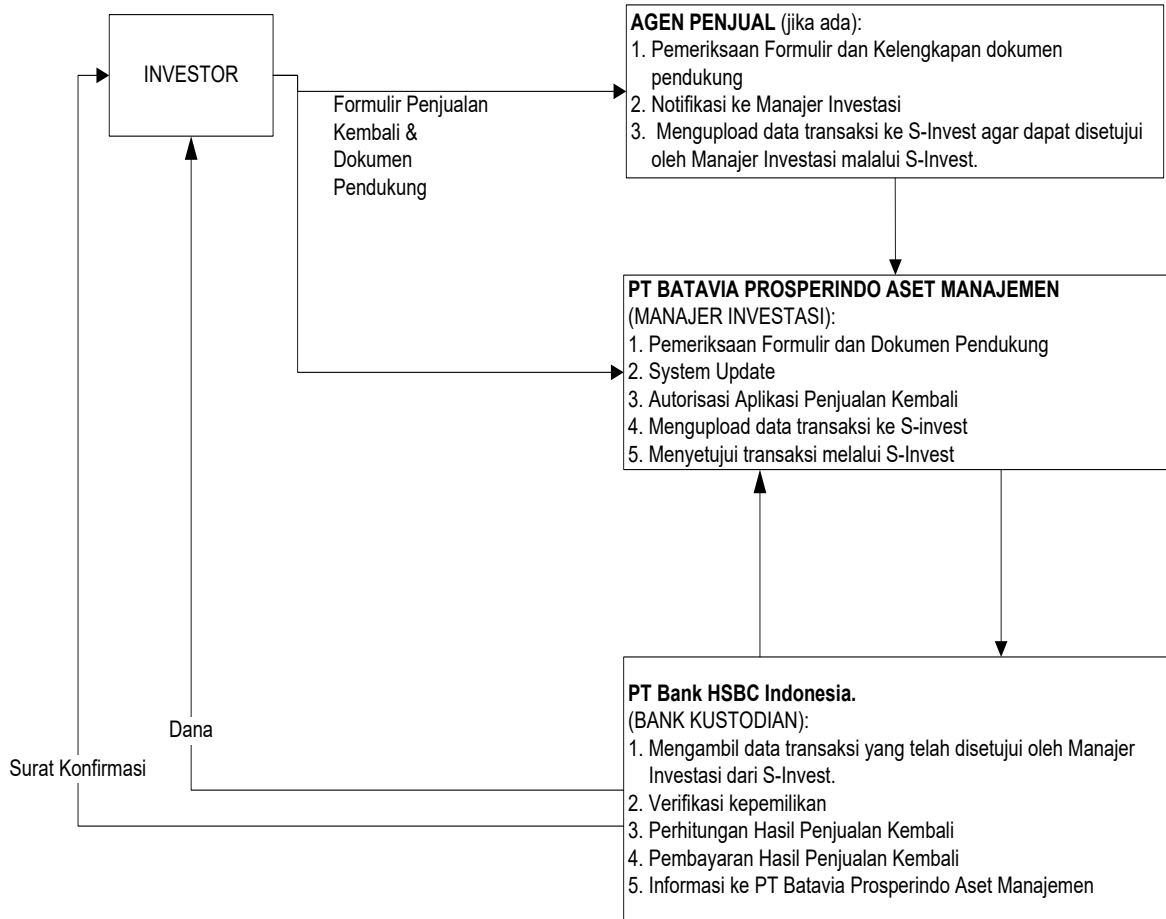 INVESTOR
Formulir Penjualan
Kembali &
Dokumen
Pendukung
AGEN PENJUAL (jika ada):
1. Pemeriksaan Formulir dan Kelengkapan dokumen
pendukung
2. Notifikasi ke Manajer Investasi
3. Mengupload data transaksi ke S-Invest agar dapat disetujui
oleh Manajer Investasi malalui S-Invest.
PT BATAVIA PROSPERINDO ASET MANAJEMEN
(MANAJER INVESTASI):
1. Pemeriksaan Formulir dan Dokumen Pendukung
2. System Update
3. Autorisasi Aplikasi Penjualan Kembali
4. Mengupload data transaksi ke S-invest
5. Menyetujui transaksi melalui S-Invest
PT Bank HSBC Indonesia.
(BANK KUSTODIAN):
1. Mengambil data transaksi yang telah disetujui oleh Manajer
Investasi dari S-Invest.
2. Verifikasi kepemilikan
3. Perhitungan Hasil Penjualan Kembali
4. Pembayaran Hasil Penjualan Kembali
5. Informasi ke PT Batavia Prosperindo Aset Manajemen
Dana
Surat Konfirmasi